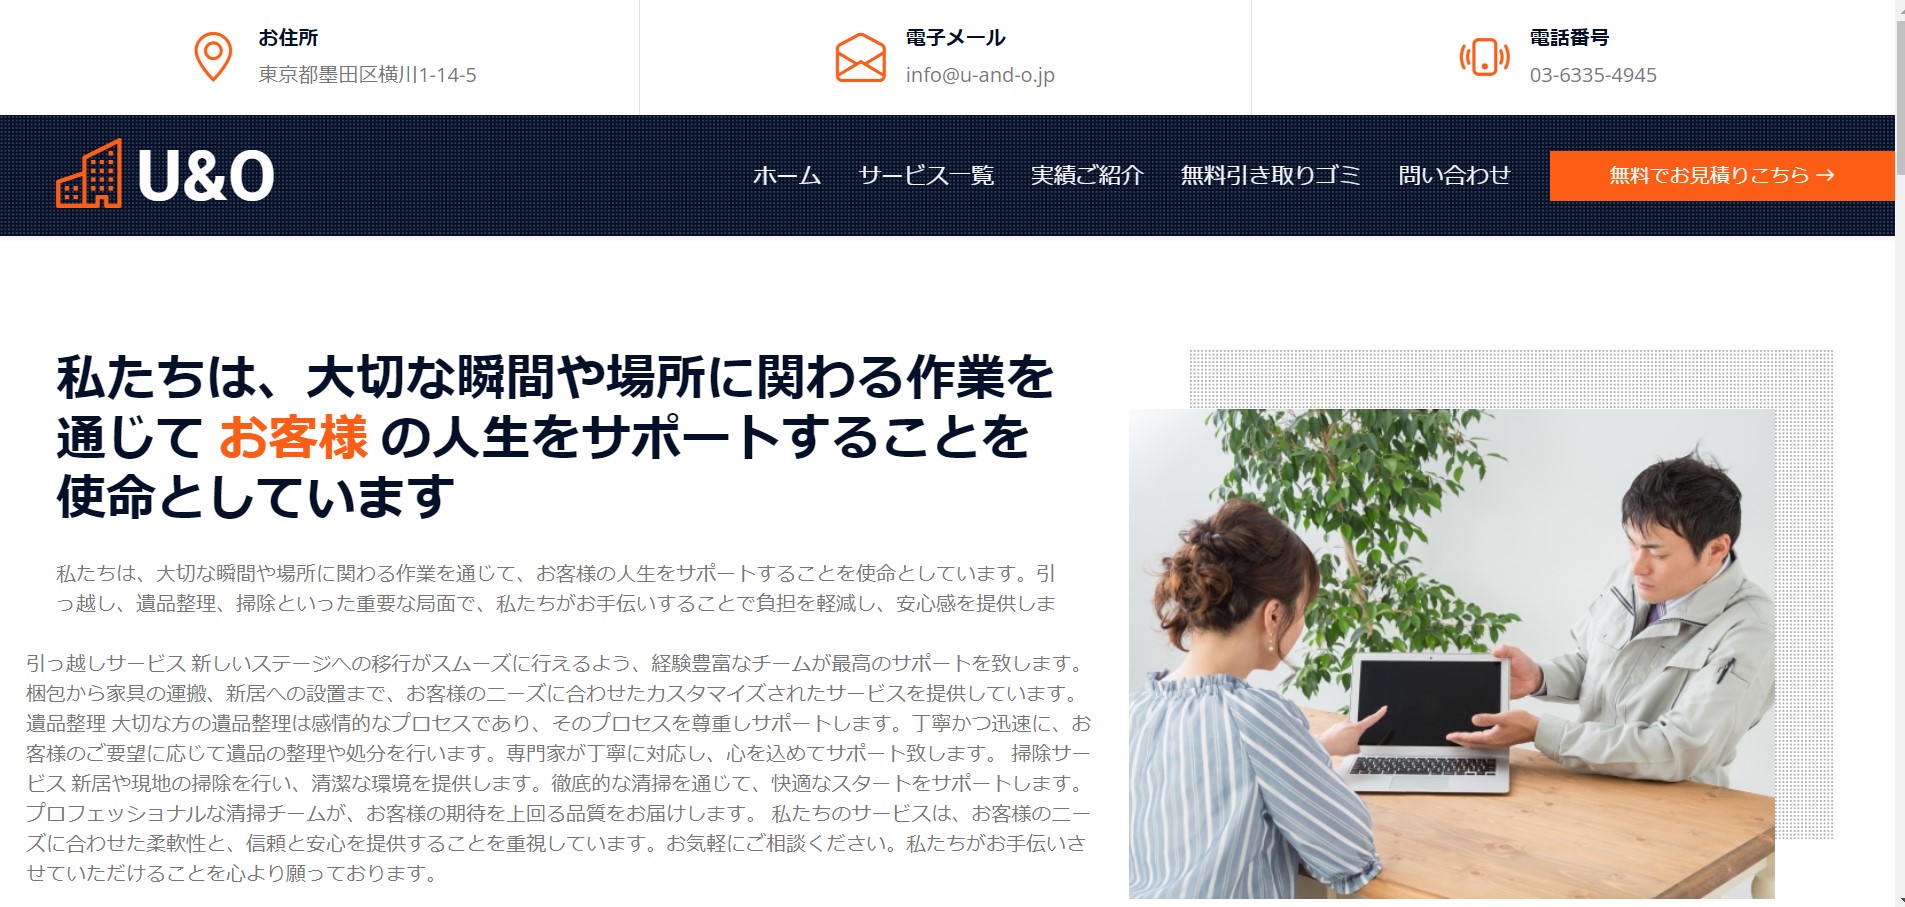 お住所
東京都墨田区横川1-14-5
電子メール
info@u-and-o.jp
電話番号
03-6335-4945
U&O
ホーム
サービス一覧
実績ご紹介
無料引き取りゴミ
問い合わせ
無料でお見積りこちら →
私たちは、大切な瞬間や場所に関わる作業を
通じて お客様 の人生をサポートすることを
使命としています
私たちは、大切な瞬間や場所に関わる作業を通じて、お客様の人生をサポートすることを使命としています。引
っ越し、遺品整理、掃除といった重要な局面で、私たちがお手伝いすることで負担を軽減し、安心感を提供しま
引っ越しサービス 新しいステージへの移行がスムーズに行えるよう、経験豊富なチームが最高のサポートを致します。
梱包から家具の運搬、新居への設置まで、お客様のニーズに合わせたカスタマイズされたサービスを提供しています。
遺品整理 大切な方の遺品整理は感情的なプロセスであり、そのプロセスを尊重しサポートします。丁寧かつ迅速に、お
客様のご要望に応じて遺品の整理や処分を行います。専門家が丁寧に対応し、心を込めてサポート致します。 掃除サー
ビス 新居や現地の掃除を行い、清潔な環境を提供します。徹底的な清掃を通じて、快適なスタートをサポートします。
プロフェッショナルな清掃チームが、お客様の期待を上回る品質をお届けします。 私たちのサービスは、お客様のニー
ズに合わせた柔軟性と、信頼と安心を提供することを重視しています。お気軽にご相談ください。私たちがお手伝いさ
せていただけることを心より願っております。